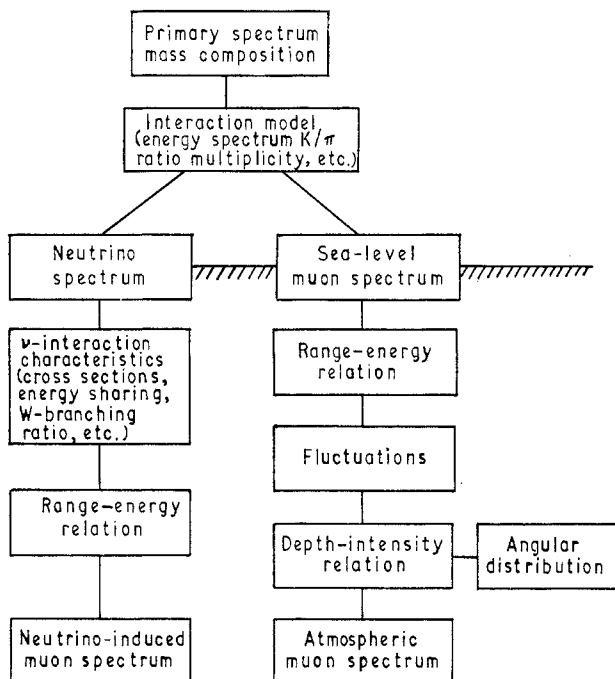 Primary spectrum
mass composition
Interaction model
(energy spectrum K/π
ratio multiplicity, etc.)
Neutrino
spectrum
Sea-level
muon spectrum
ν-interaction
characteristics
(cross sections,
energy sharing,
W-branching
ratio, etc.)
Range-energy
relation
Neutrino-induced
muon spectrum
Range-energy
relation
Fluctuations
Depth-intensity
relation
Angular
distribution
Atmospheric
muon spectrum